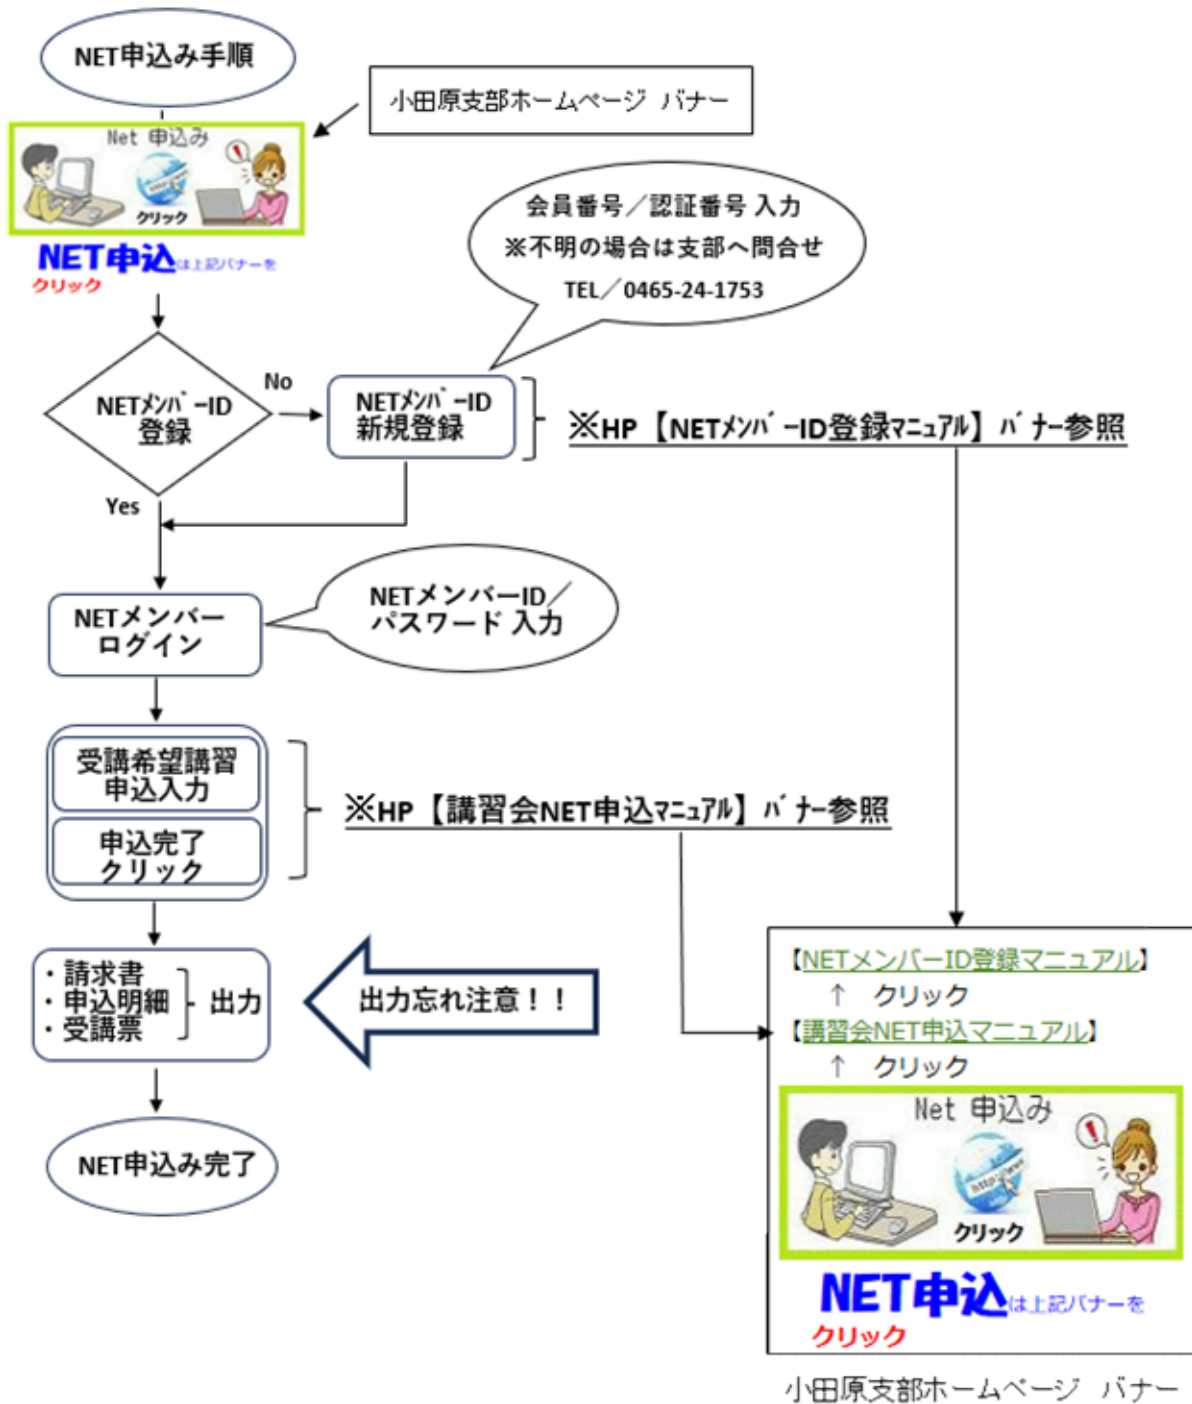 NET申込み手順
小田原支部ホームページ バナー
Net 申込み
クリック
NET申込は上記バナーを
クリック
会員番号／認証番号 入力
※不明の場合は支部へ問合せ
TEL／0465-24-1753
NETﾒﾝﾊﾞｰID
登録
No
Yes
NETﾒﾝﾊﾞｰID
新規登録
※HP【NETﾒﾝﾊﾞｰID登録ﾏﾆｭｱﾙ】ﾊﾞﾅｰ参照
NETメンバー
ログイン
NETメンバーID／
パスワード 入力
受講希望講習
申込入力
申込完了
クリック
※HP【講習会NET申込ﾏﾆｭｱﾙ】ﾊﾞﾅｰ参照
・請求書
・申込明細
・受講票
出力
出力忘れ注意！！
NET申込み完了
【NETメンバーID登録マニュアル】
↑ クリック
【講習会NET申込マニュアル】
↑ クリック
Net 申込み
http://www
クリック
NET申込は上記バナーを
クリック
小田原支部ホームページ バナー